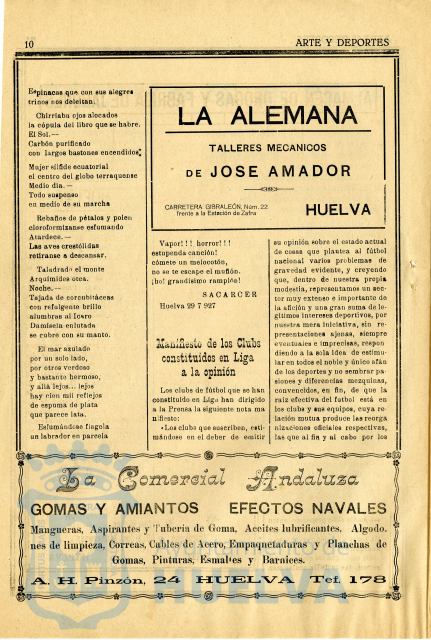 10
ARTE Y DEPORTES
Espinacas que con sus alegres
trinos nos deleitan.
Chirriaba ojos alocados
la cópula del libro que se habre.
El Sol.—
Carbón purificado
con largos bastones encendidos.
Mujer sílfide ecuatorial
el centro del globo terraquense
Medio día.—
Todo suspenso
en medio de su marcha
Rebaños de pétalos y polen
cloroformizanse esfumando
Atardece.—
Las aves crestólidas
retiranse a descansar.
Taladrado el monte
Arquimides otea.
Noche.—
Tajada de corcubitáceas
con refulgente brillo
alumbras al Icaro
Damisela enlutada
se cubre con su manto.
El mar azulado
por un solo lado,
por otros verdoso
y bastante hermoso,
y allá lejos... lejos
hay cien mil reflejos
de espuma de plata
que parece lata.
Esfumándose fiagola
un labrador en parcela
LA ALEMANA
TALLERES MECANICOS
DE JOSE AMADOR
CARRETERA GIBRALEÓN, Núm. 22
frente a la Estación de Zafra
HUELVA
Vapor!!! horror!!!
estupenda canción!
cómete un melocotón,
no se te escape el muñón.
¡ho! grandísimo rampión!
SACARCER
Huelva 29 7 927
Manifiesto de los Clubs
constituídos en Liga
a la opinión
Los clubs de fútbol que se han
constituído en Liga han dirigido
a la Prensa la siguiente nota ma
nifiesto:
«Los clubs que suscriben, esti-
mándose en el deber de emitir
su opinión sobre el estado actual
de cosas que plantea al fútbol
nacional varios problemas de
gravedad evidente, y creyendo
que, dentro de nuestra propia
modestia, representamos un sec-
tor muy extenso e importante de
la afición y una gran suma de le-
gítimos intereses deportivos, por
nuestra mera iniciativa, sin re-
presentaciones ajenas, siempre
eventuales e imprecisas, respon-
diendo a la sola idea de estimu-
lar en todos el noble y único afán
de los deportes y no sembrar pa-
siones y diferencias mezquinas,
convencidos, en fin, de que la
raíz efectiva del futbol está en
los clubs y sus equipos, cuya re-
lación mutua produce las reorga-
nizaciones oficiales respectivas,
las que al fin y al cabo por los
La Comercial Andaluza
GOMAS Y AMIANTOS EFECTOS NAVALES
Mangueras, Aspirantes y Tubería de Goma, Aceites lubrificantes, Algodo.
nes de limpieza, Correas, Cables de Acero, Empaquetaduras y Planchas de
Gomas, Pinturas, Esmaltes y Barnices.
A. H. Pinzón, 24 HUELVA Tef. 178
HUELVA